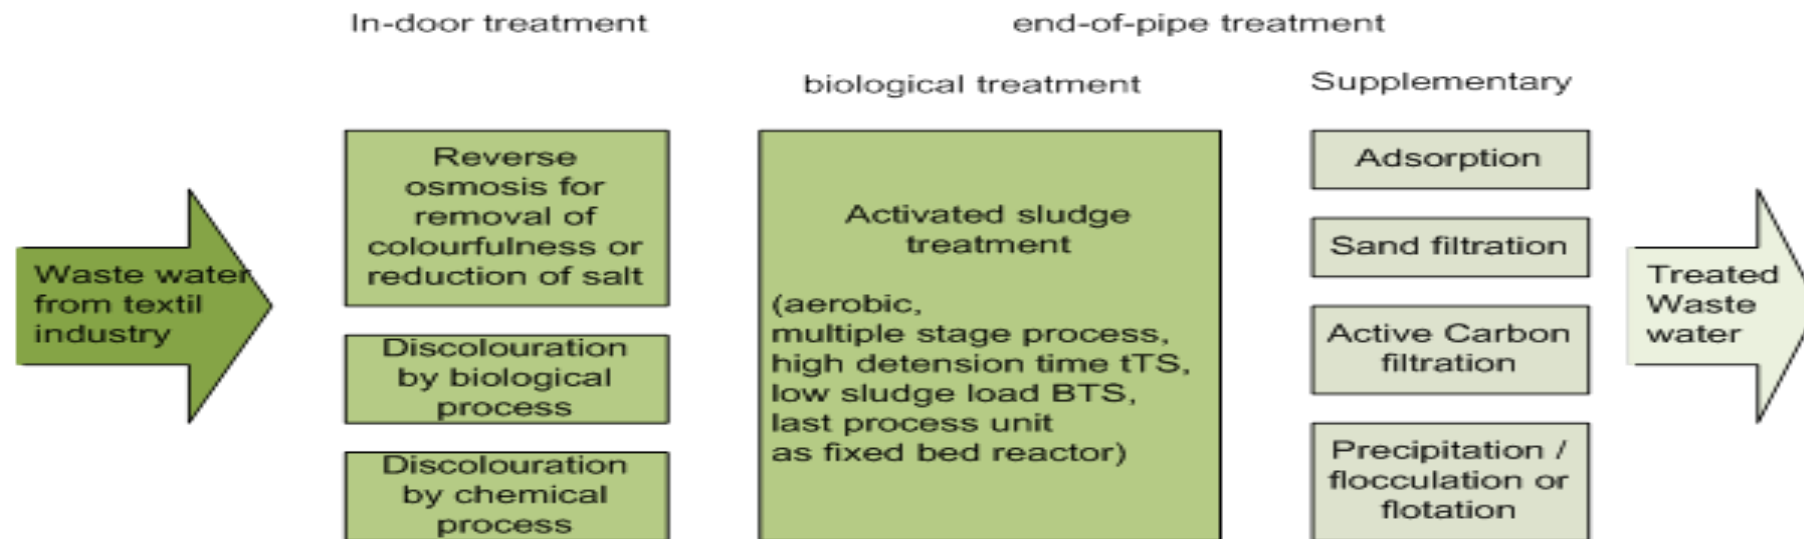 In-door treatment
end-of-pipe treatment
biological treatment
Supplementary
Waste water
from textil
industry
Reverse
osmosis for
removal of
colourfulness or
reduction of salt
Discolouration
by biological
process
Discolouration
by chemical
process
Activated sludge
treatment
(aerobic,
multiple stage process,
high detension time tTS,
low sludge load BTS,
last process unit
as fixed bed reactor)
Adsorption
Sand filtration
Active Carbon
filtration
Precipitation /
flocculation or
flotation
Treated
Waste
water